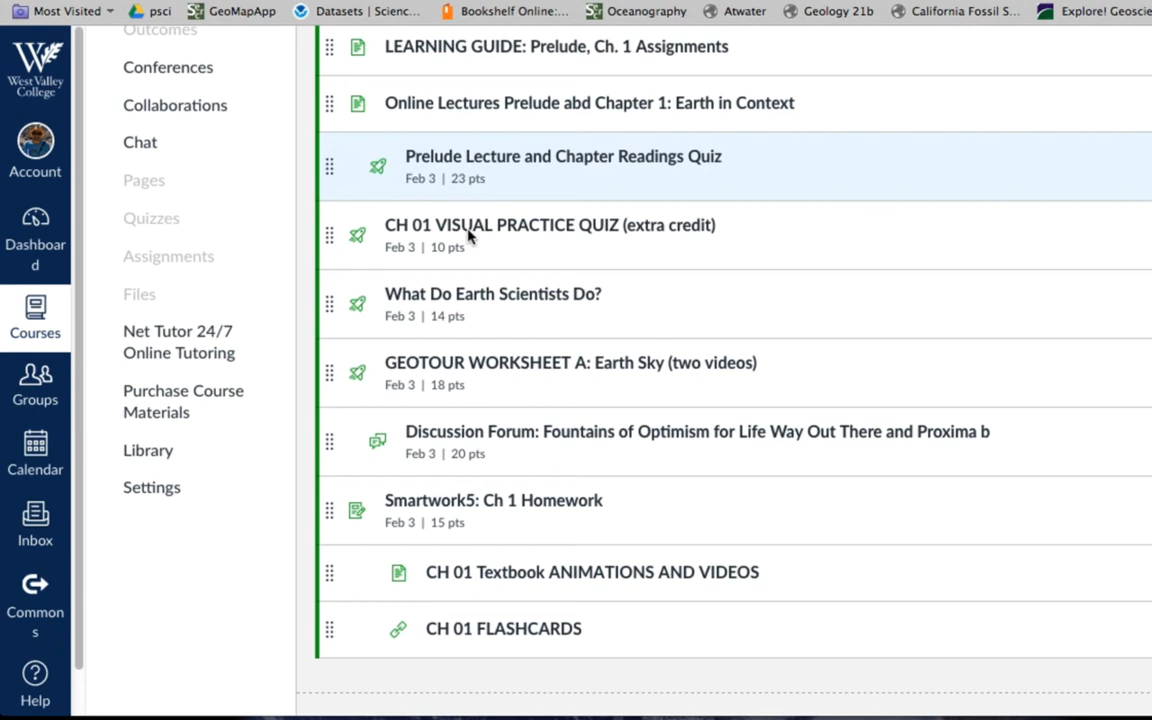 Most Visited
psci
GeoMapApp
Datasets | Scienc...
Bookshelf Online:...
Oceanography
Atwater
Geology 21b
California Fossil S...
Explore! Geoscie
West Valley
College
Account
Dashboar
d
Courses
Groups
Calendar
Inbox
Common
s
Help
Outcomes
Conferences
Collaborations
Chat
Pages
Quizzes
Assignments
Files
Net Tutor 24/7
Online Tutoring
Purchase Course
Materials
Library
Settings
LEARNING GUIDE: Prelude, Ch. 1 Assignments
Online Lectures Prelude abd Chapter 1: Earth in Context
Prelude Lecture and Chapter Readings Quiz
Feb 3 | 23 pts
CH 01 VISUAL PRACTICE QUIZ (extra credit)
Feb 3 | 10 pts
What Do Earth Scientists Do?
Feb 3 | 14 pts
GEOTOUR WORKSHEET A: Earth Sky (two videos)
Feb 3 | 18 pts
Discussion Forum: Fountains of Optimism for Life Way Out There and Proxima b
Feb 3 | 20 pts
Smartwork5: Ch 1 Homework
Feb 3 | 15 pts
CH 01 Textbook ANIMATIONS AND VIDEOS
CH 01 FLASHCARDS